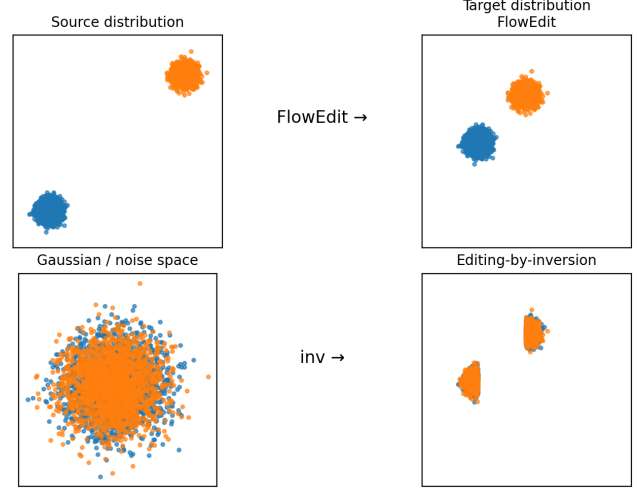 Source distribution
Target distribution
FlowEdit
FlowEdit →
Gaussian / noise space
Editing-by-inversion
inv →